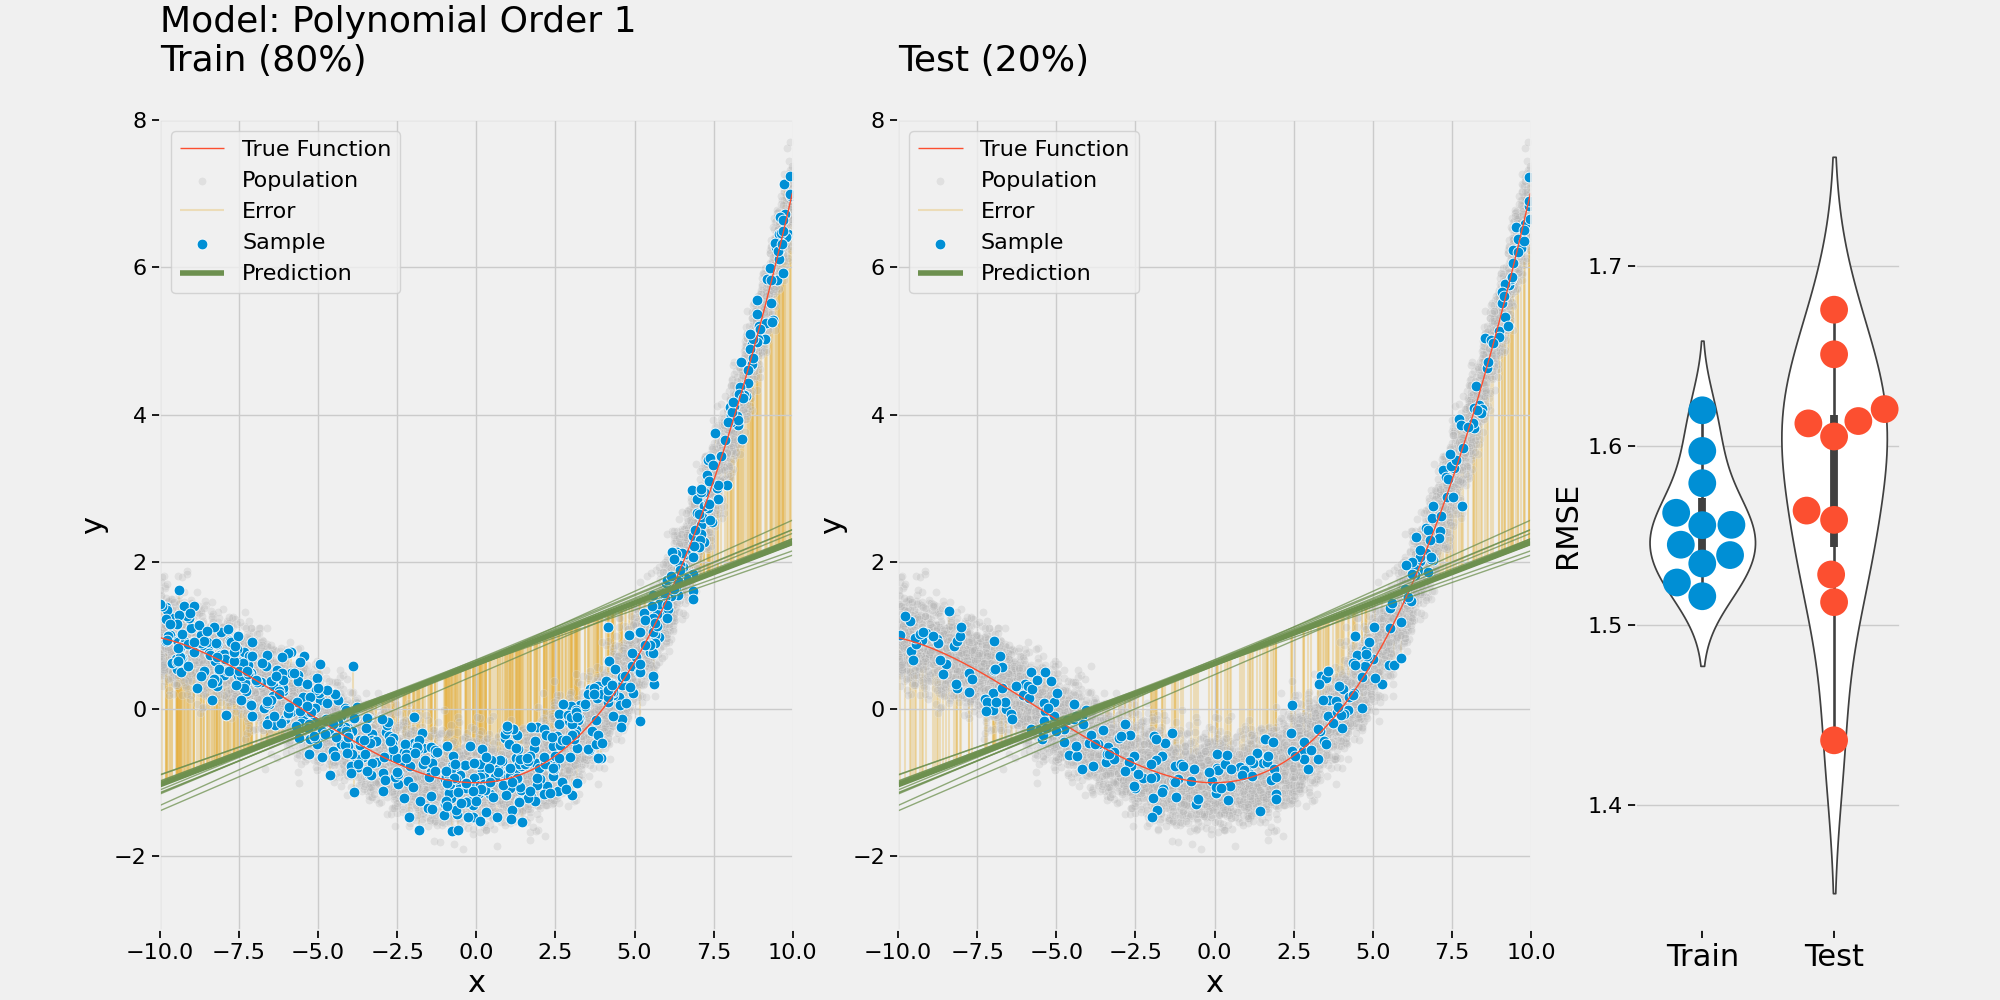 Model: Polynomial Order 1
Train (80%)
Test (20%)
8
6
4
2
0
−2
y
True Function
Population
Error
Sample
Prediction
−10.0 −7.5 −5.0 −2.5 0.0 2.5 5.0 7.5 10.0
x
8
6
4
2
0
−2
y
True Function
Population
Error
Sample
Prediction
−10.0 −7.5 −5.0 −2.5 0.0 2.5 5.0 7.5 10.0
x
1.7
1.6
1.5
1.4
RMSE
Train Test